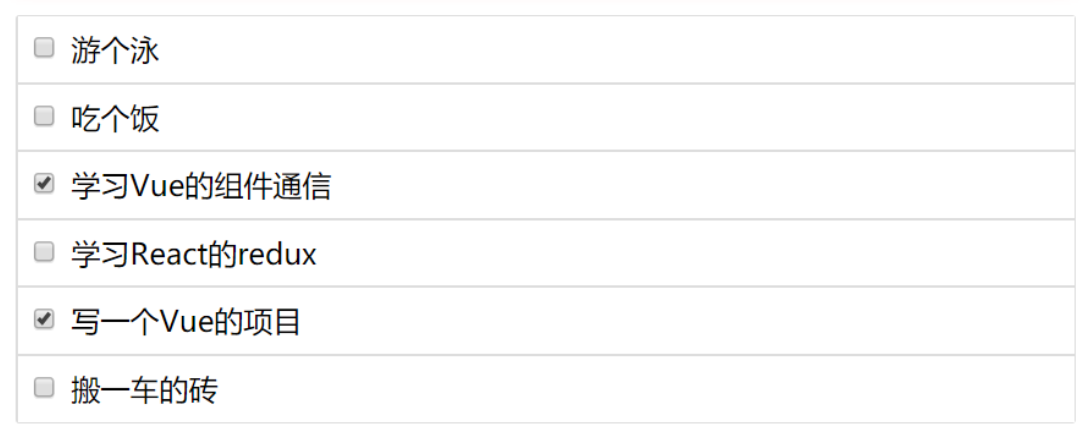 游个泳
吃个饭
学习Vue的组件通信
学习React的redux
写一个Vue的项目
搬一车的砖